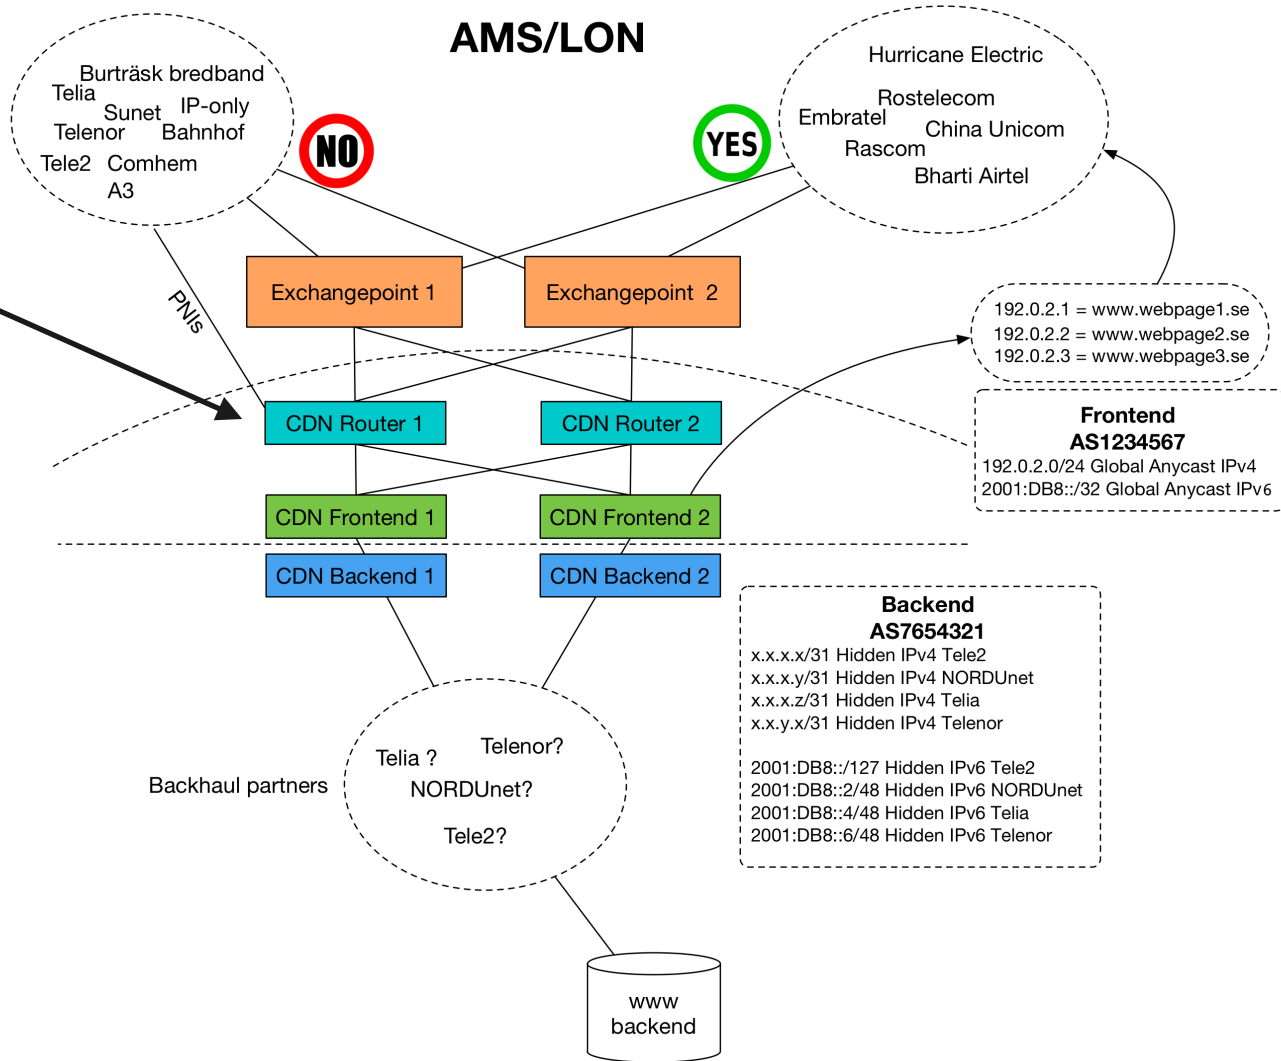 AMS/LON
Burträsk bredband
Telia
Sunet
IP-only
Telenor
Bahnhof
Tele2
Comhem
A3
NO
YES
Hurricane Electric
Rostelecom
Embratel
China Unicom
Rascom
Bharti Airtel
PNIs
Exchangepoint 1
Exchangepoint 2
192.0.2.1 = www.webpage1.se
192.0.2.2 = www.webpage2.se
192.0.2.3 = www.webpage3.se
CDN Router 1
CDN Router 2
Frontend
AS1234567
192.0.2.0/24 Global Anycast IPv4
2001:DB8::/32 Global Anycast IPv6
CDN Frontend 1
CDN Frontend 2
CDN Backend 1
CDN Backend 2
Backend
AS7654321
x.x.x.x/31 Hidden IPv4 Tele2
x.x.x.y/31 Hidden IPv4 NORDUnet
x.x.x.z/31 Hidden IPv4 Telia
x.x.y.x/31 Hidden IPv4 Telenor
2001:DB8::/127 Hidden IPv6 Tele2
2001:DB8::2/48 Hidden IPv6 NORDUnet
2001:DB8::4/48 Hidden IPv6 Telia
2001:DB8::6/48 Hidden IPv6 Telenor
Backhaul partners
Telia ?
Telenor?
NORDUnet?
Tele2?
www
backend